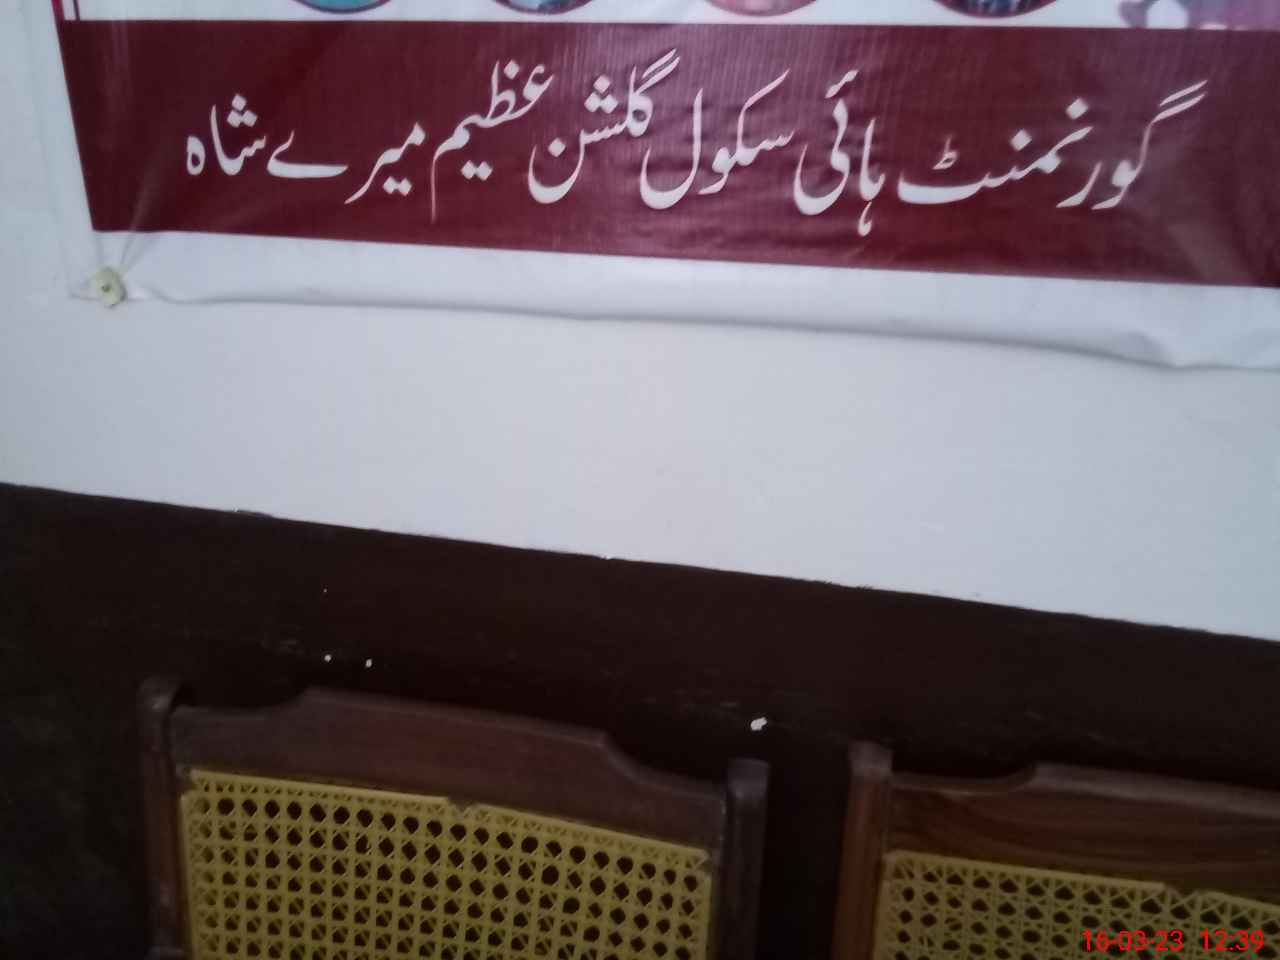 گورنمنٹ ہائی سکول گلشن عظیم میرے شاہ
16-03-23 12:39